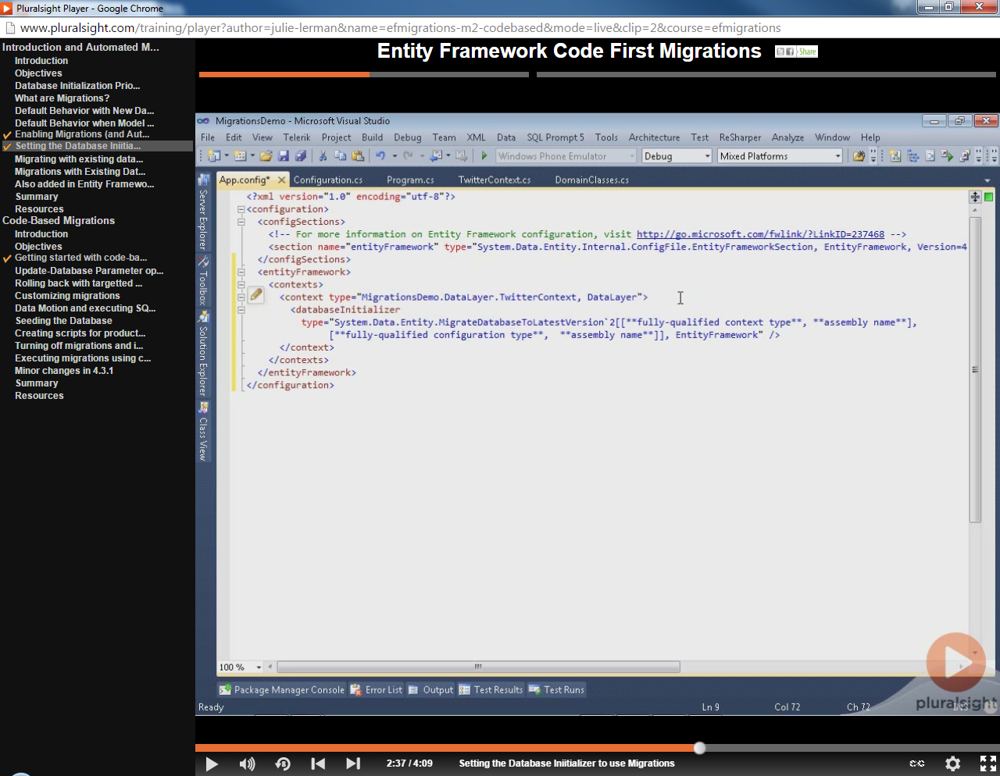 Pluralsight Player - Google Chrome
www.pluralsight.com/training/player?author=julie-lerman&name=efmigrations-m2-codebased&mode=live&clip=2&course=efmigrations
Introduction and Automated M...
Introduction
Objectives
Database Initialization Prio...
What are Migrations?
Default Behavior with New Da...
Default Behavior when Model ...
Enabling Migrations (and Aut...
Setting the Database Iniitia...
Migrating with existing data...
Migrations with Existing Dat...
Also added in Entity Framewo...
Summary
Resources
Code-Based Migrations
Introduction
Objectives
Getting started with code-ba...
Update-Database Parameter op...
Rolling back with targetted ...
Customizing migrations
Data Motion and executing SQ...
Seeding the Database
Creating scripts for product...
Turning off migrations and i...
Executing migrations using c...
Minor changes in 4.3.1
Summary
Resources
Entity Framework Code First Migrations
Share
MigrationsDemo - Microsoft Visual Studio
File Edit View Telerik Project Build Debug Team XML Data SQL Prompt 5 Tools Architecture Test ReSharper Analyze Window Help
Windows Phone Emulator Debug Mixed Platforms
App.config* Configuration.cs Program.cs TwitterContext.cs DomainClasses.cs
Server Explorer
Toolbox
Solution Explorer
Class View
<?xml version="1.0" encoding="utf-8"?>
<configuration>
<configSections>
<!-- For more information on Entity Framework configuration, visit http://go.microsoft.com/fwlink/?LinkID=237468 -->
<section name="entityFramework" type="System.Data.Entity.Internal.ConfigFile.EntityFrameworkSection, EntityFramework, Version=4
</configSections>
<entityFramework>
<contexts>
<context type="MigrationsDemo.DataLayer.TwitterContext, DataLayer">
<databaseInitializer
type="System.Data.Entity.MigrateDatabaseToLatestVersion`2[[**fully-qualified context type**, **assembly name**],
[**fully-qualified configuration type**,  **assembly name**]], EntityFramework" />
</context>
</contexts>
</entityFramework>
</configuration>
100 %
Package Manager Console Error List Output Test Results Test Runs
Ready Ln 9 Col 72 Ch 72 INS
pluralsight
2:37 / 4:09 Setting the Database Iniitializer to use Migrations